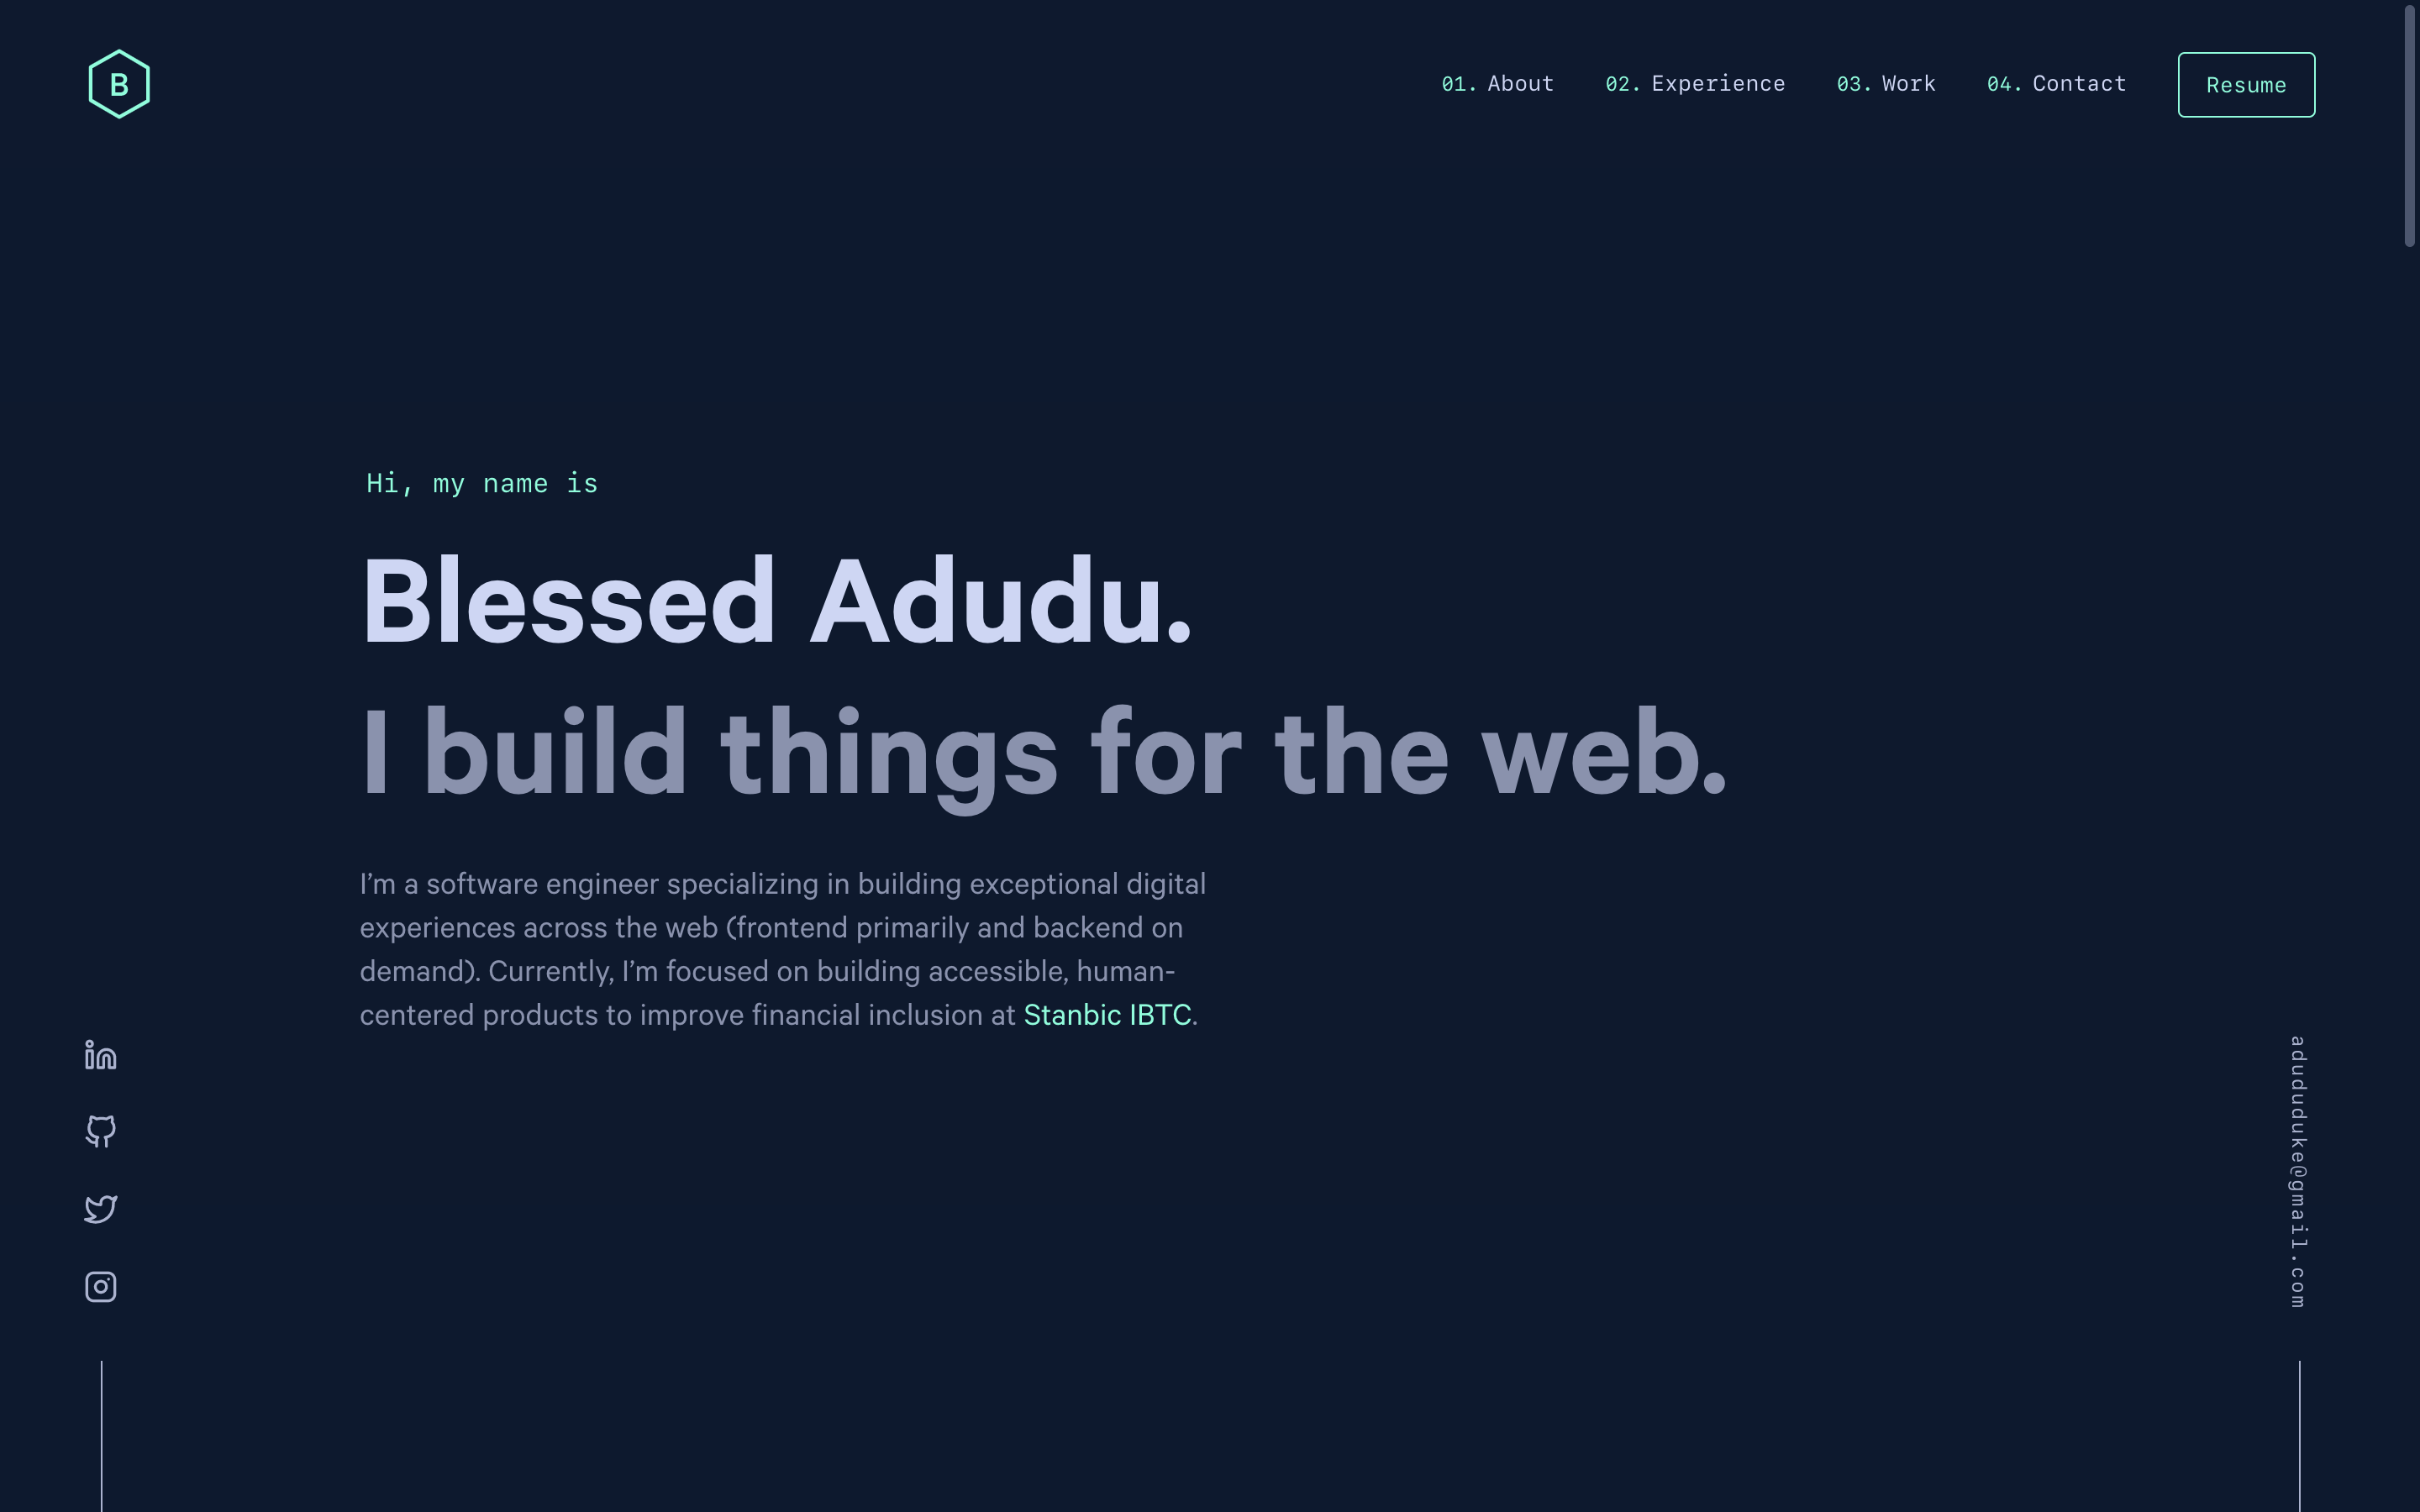 B
01. About 02. Experience 03. Work 04. Contact Resume
Hi, my name is
Blessed Adudu.
I build things for the web.
I’m a software engineer specializing in building exceptional digital
experiences across the web (frontend primarily and backend on
demand). Currently, I’m focused on building accessible, human-
centered products to improve financial inclusion at Stanbic IBTC.
adududuke@gmail.com